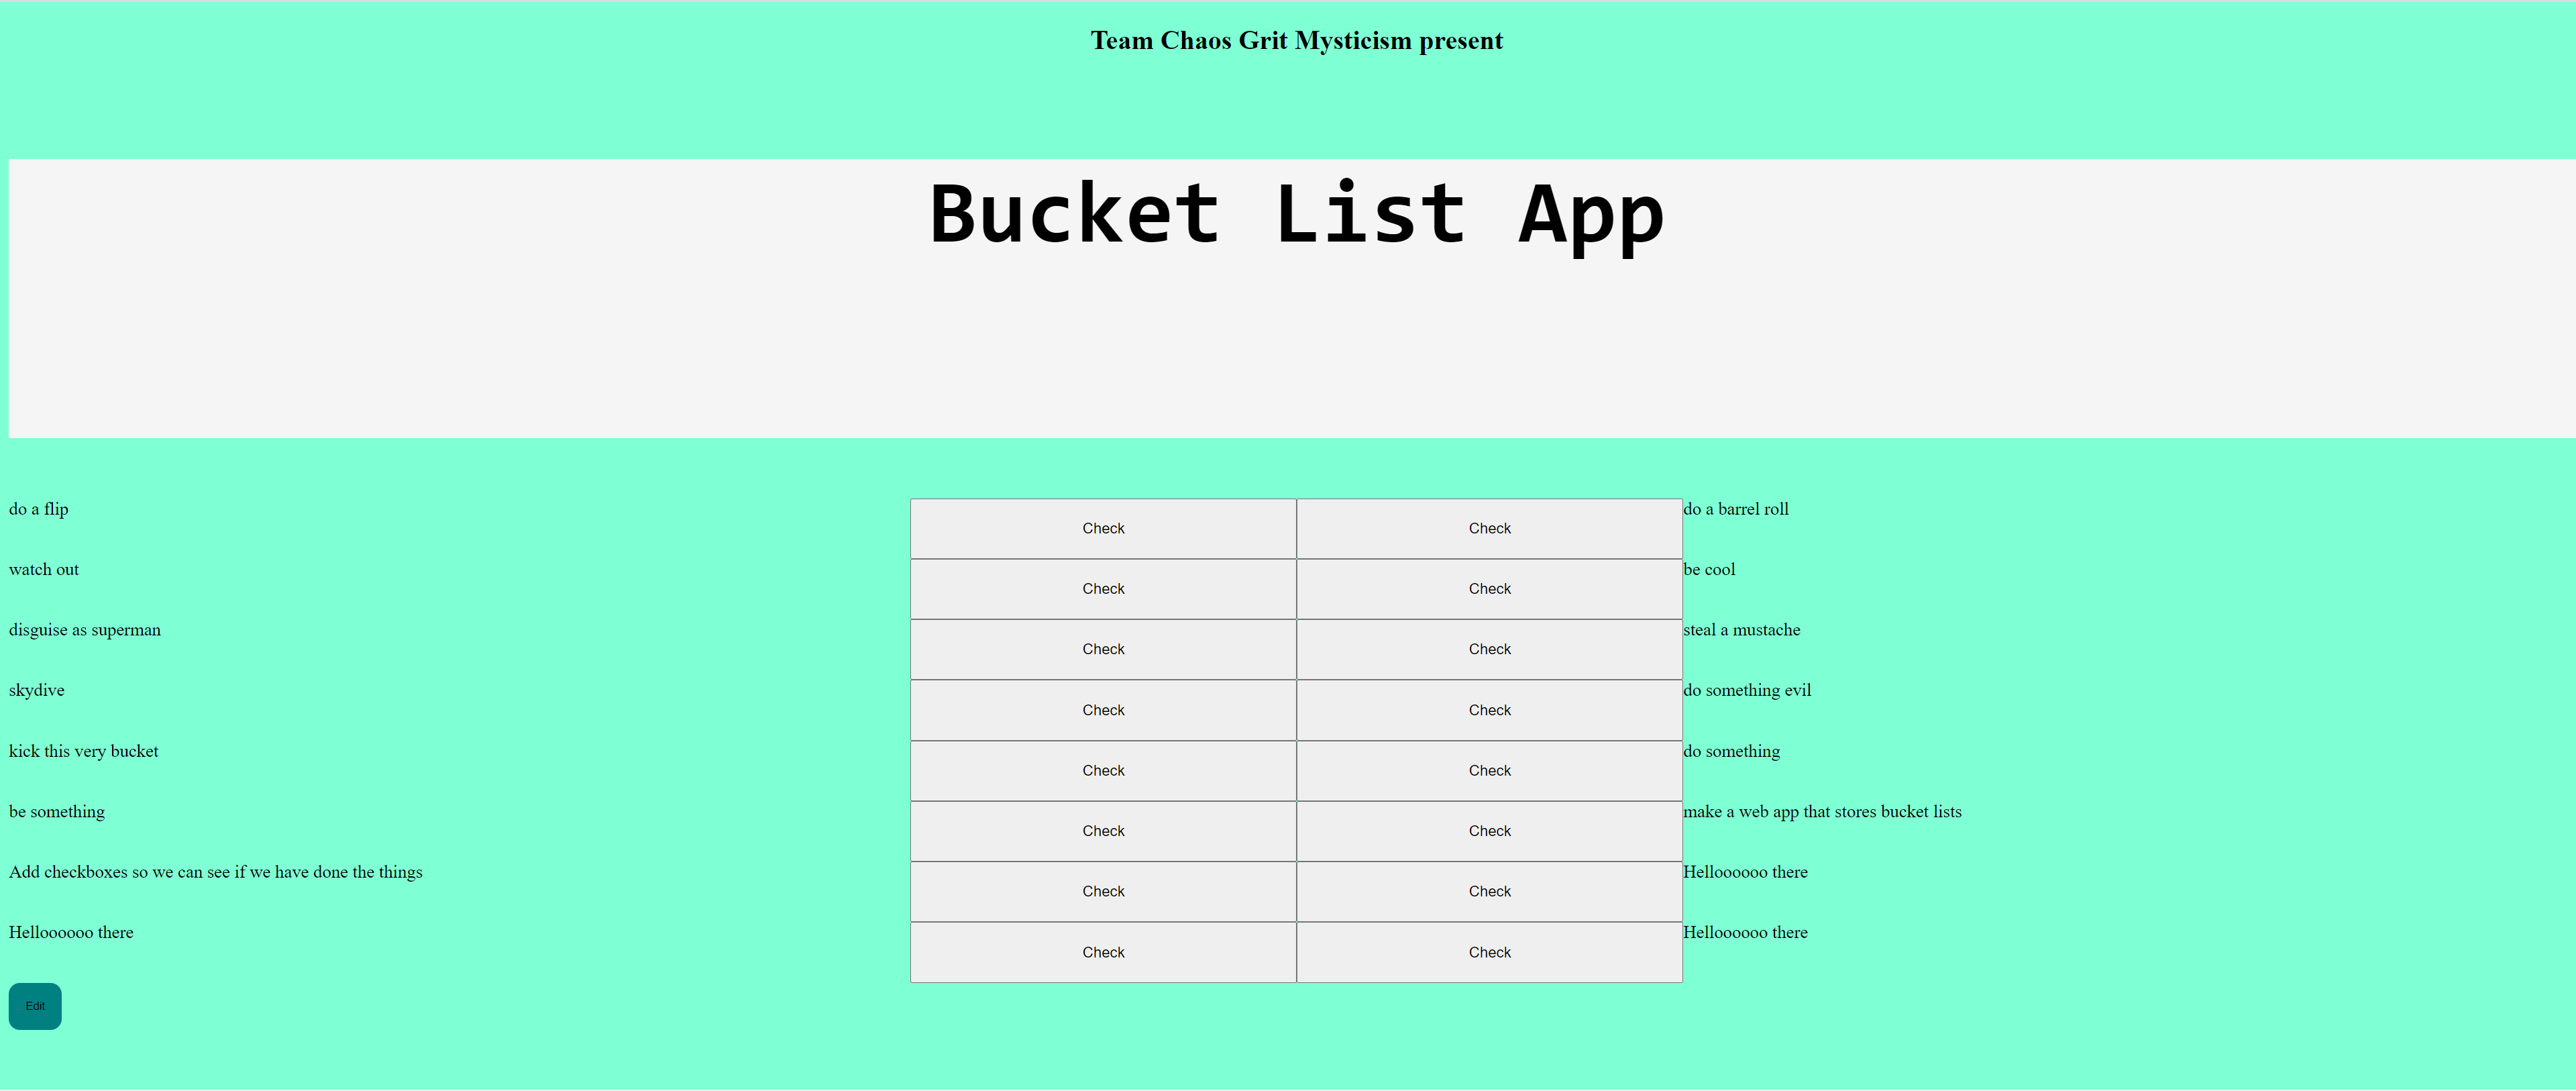 Team Chaos Grit Mysticism present
Bucket List App
do a flip Check Check do a barrel roll
watch out Check Check be cool
disguise as superman Check Check steal a mustache
skydive Check Check do something evil
kick this very bucket Check Check do something
be something Check Check make a web app that stores bucket lists
Add checkboxes so we can see if we have done the things Check Check Helloooooo there
Helloooooo there Check Check Helloooooo there
Edit